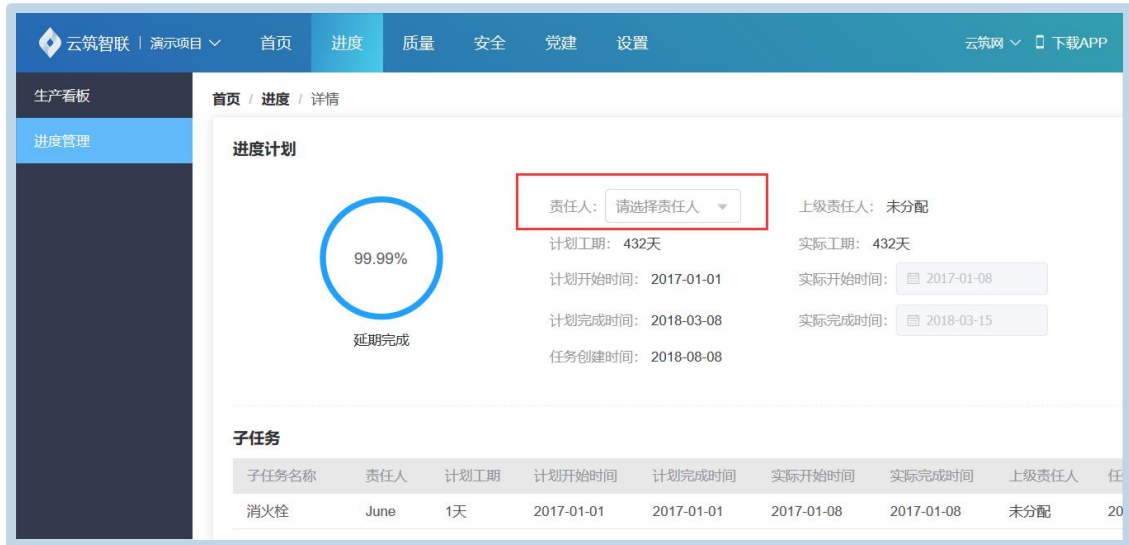 云筑智联 演示项目 首页 进度 质量 安全 党建 设置 云筑网 下载APP
生产看板
进度管理
首页 / 进度 / 详情
进度计划
99.99%
延期完成
责任人： 请选择责任人 上级责任人： 未分配
计划工期： 432天 实际工期： 432天
计划开始时间： 2017-01-01 实际开始时间： 2017-01-08
计划完成时间： 2018-03-08 实际完成时间： 2018-03-15
任务创建时间： 2018-08-08
子任务
子任务名称 责任人 计划工期 计划开始时间 计划完成时间 实际开始时间 实际完成时间 上级责任人 任
消火栓 June 1天 2017-01-01 2017-01-01 2017-01-08 2017-01-08 未分配 20